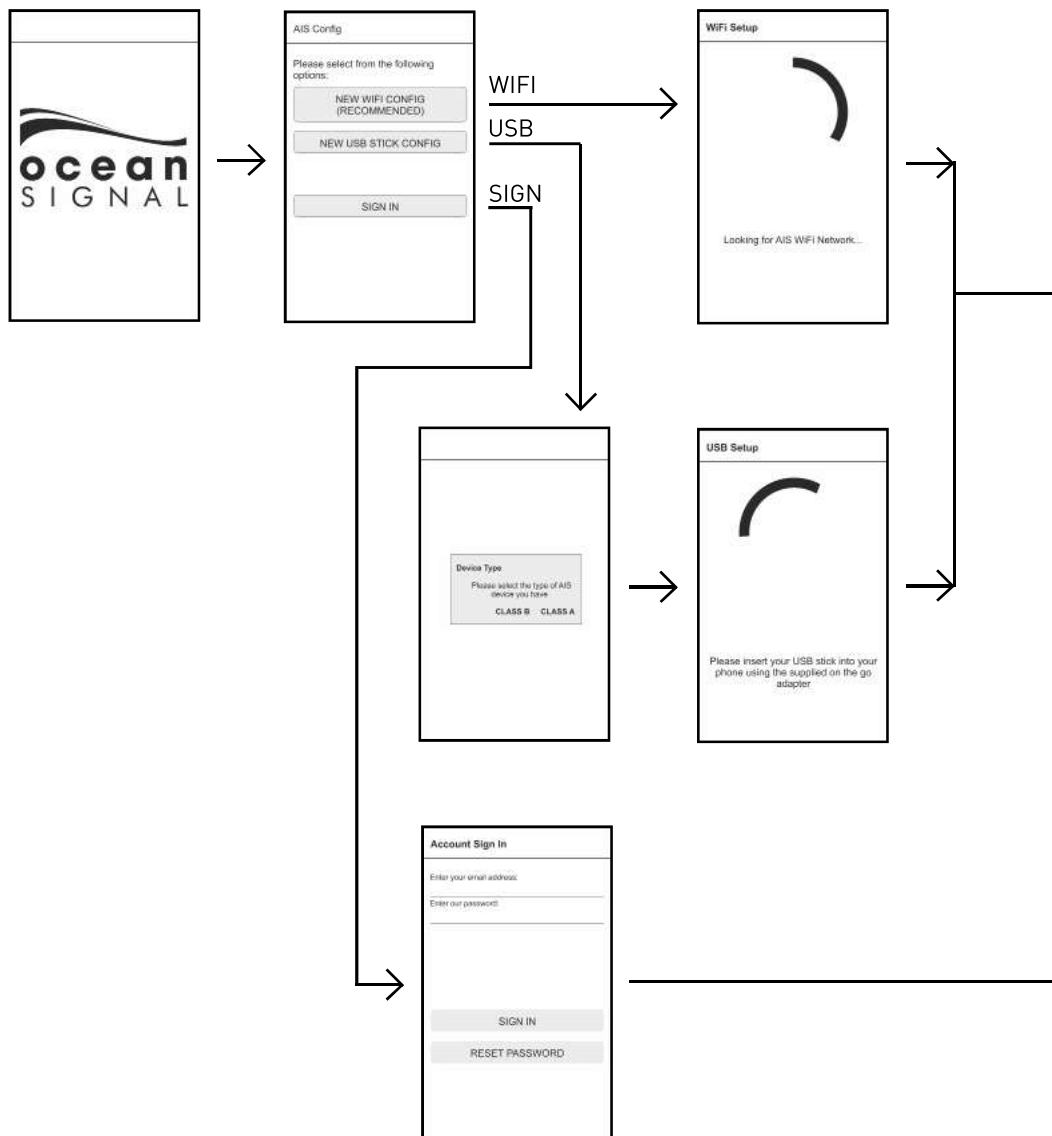 ocean
SIGNAL
AIS Config
Please select from the following
options:
NEW WIFI CONFIG
(RECOMMENDED)
NEW USB STICK CONFIG
SIGN IN
WIFI
USB
SIGN
WiFi Setup
Looking for AIS WiFi Network...
Device Type
Please select the type of AIS
device you have
CLASS B CLASS A
USB Setup
Please insert your USB stick into your
phone using the supplied on the go
adapter
Account Sign In
Enter your email address:
Enter our password:
SIGN IN
RESET PASSWORD